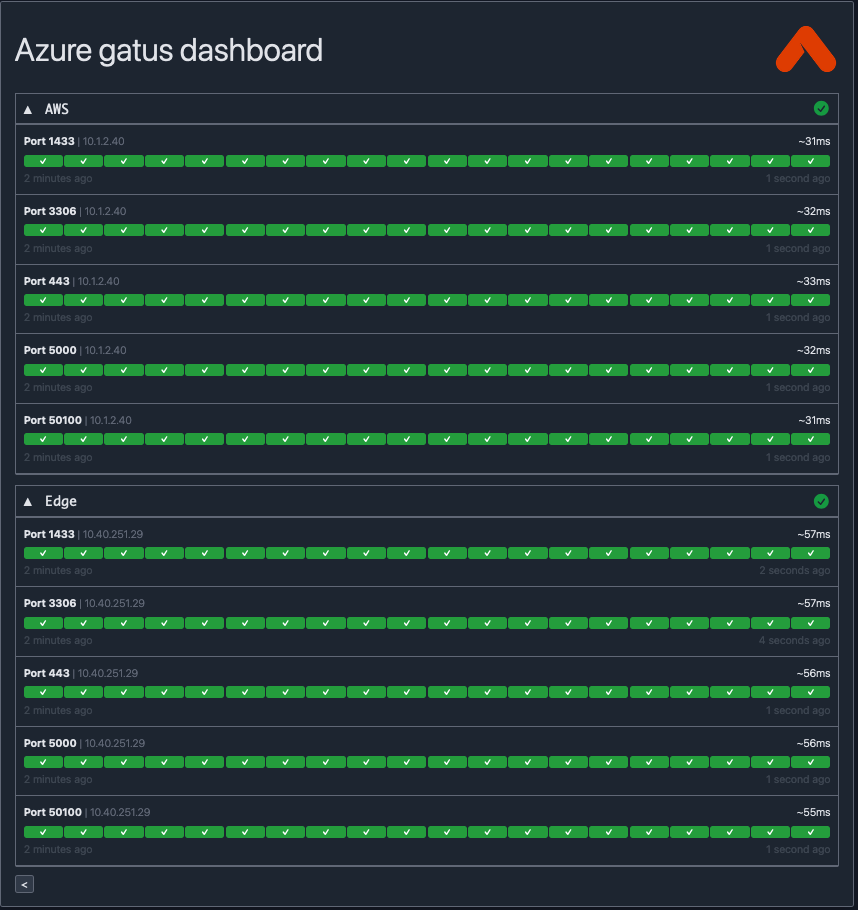 Azure gatus dashboard
▲ AWS
Port 1433 | 10.1.2.40 ~31ms
2 minutes ago 1 second ago
Port 3306 | 10.1.2.40 ~32ms
2 minutes ago 1 second ago
Port 443 | 10.1.2.40 ~33ms
2 minutes ago 1 second ago
Port 5000 | 10.1.2.40 ~32ms
2 minutes ago 1 second ago
Port 50100 | 10.1.2.40 ~31ms
2 minutes ago 1 second ago
▲ Edge
Port 1433 | 10.40.251.29 ~57ms
2 minutes ago 2 seconds ago
Port 3306 | 10.40.251.29 ~57ms
2 minutes ago 4 seconds ago
Port 443 | 10.40.251.29 ~56ms
2 minutes ago 1 second ago
Port 5000 | 10.40.251.29 ~56ms
2 minutes ago 1 second ago
Port 50100 | 10.40.251.29 ~55ms
2 minutes ago 1 second ago
<